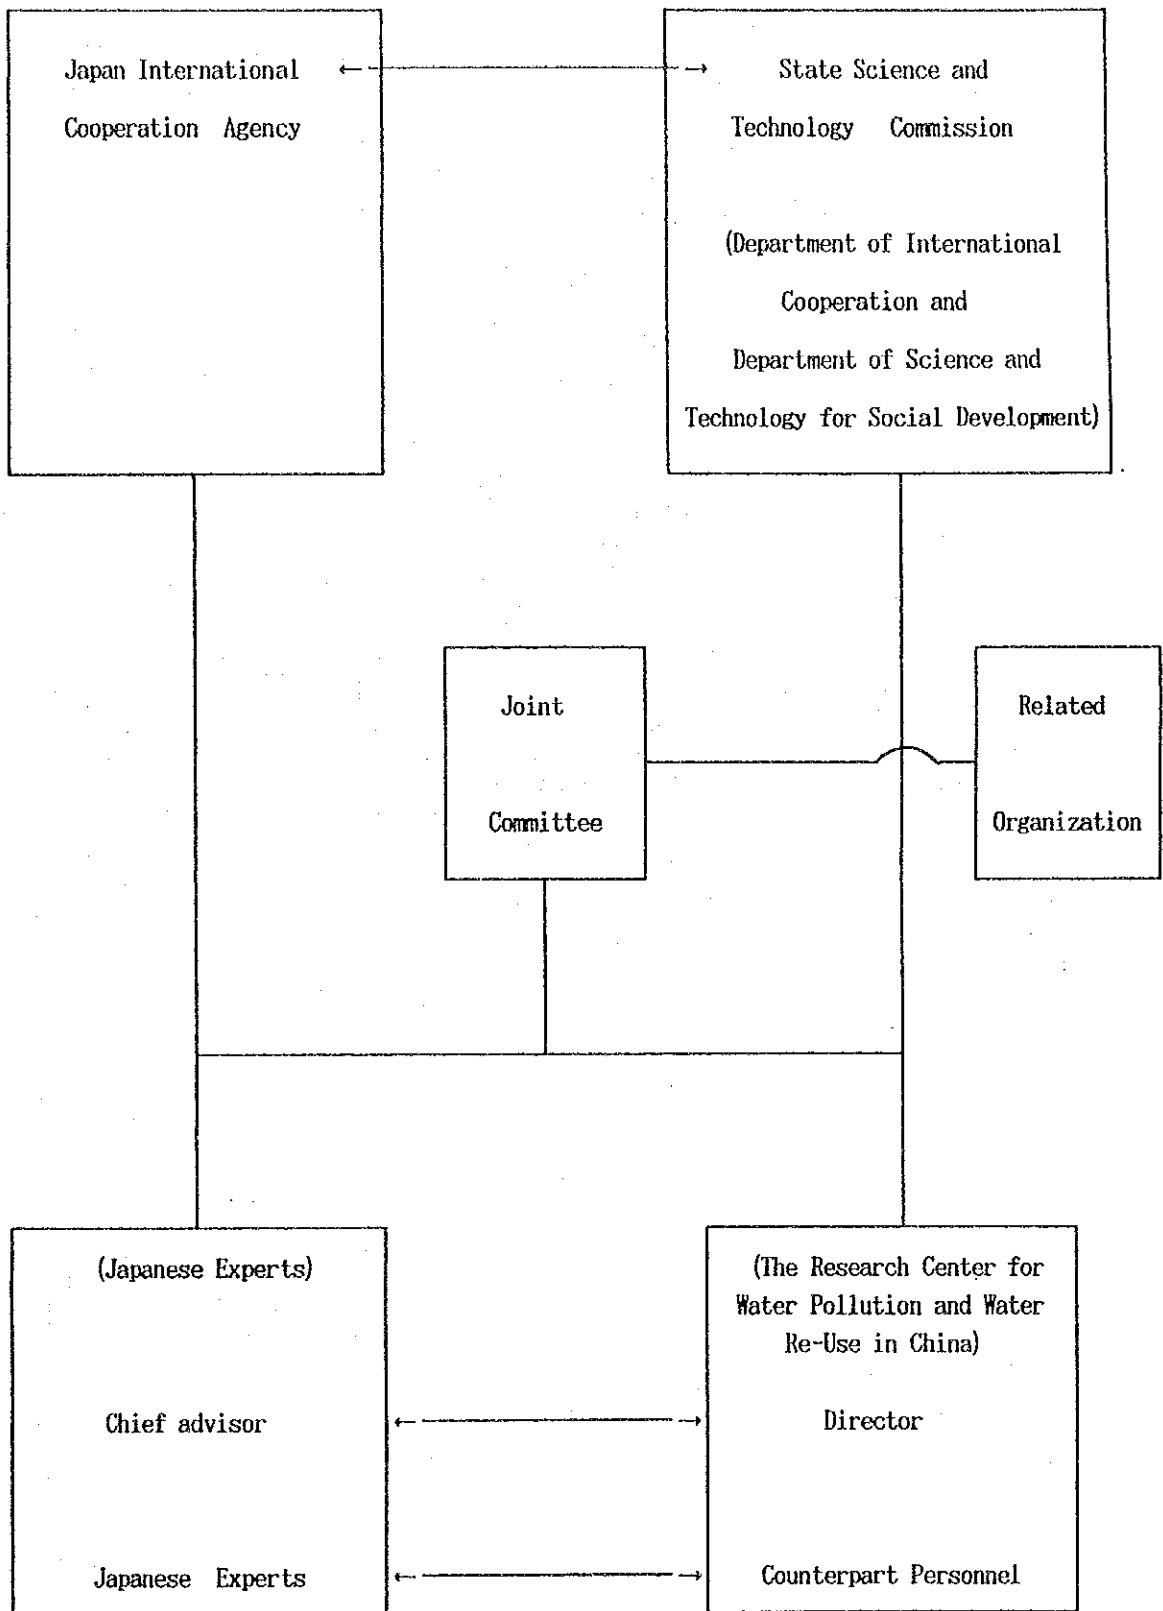 Japan International
Cooperation Agency
State Science and
Technology Commission
(Department of International
Cooperation and
Department of Science and
Technology for Social Development)
Joint
Committee
Related
Organization
(Japanese Experts)
Chief advisor
Japanese Experts
(The Research Center for
Water Pollution and Water
Re-Use in China)
Director
Counterpart Personnel